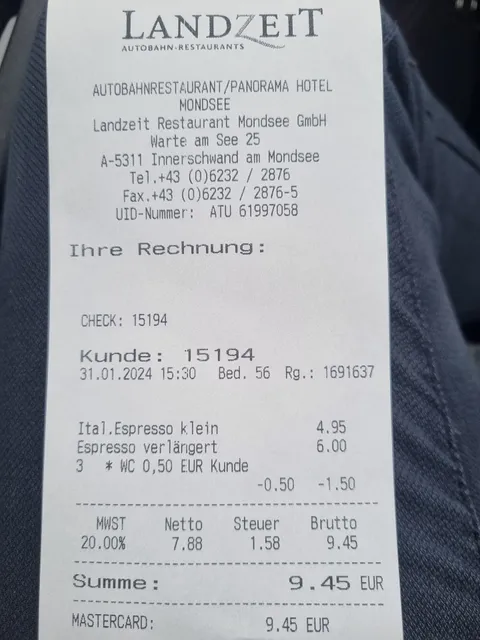 LANDZEIT
AUTOBAHN-RESTAURANTS
AUTOBAHNRESTAURANT/PANORAMA HOTEL
MONDSEE
Landzeit Restaurant Mondsee GmbH
Warte am See 25
A-5311 Innerschwand am Mondsee
Tel.+43 (0)6232 / 2876
Fax.+43 (0)6232 / 2876-5
UID-Nummer: ATU 61997058
Ihre Rechnung:
CHECK: 15194
Kunde: 15194
31.01.2024 15:30 Bed. 56 Rg.: 1691637
Ital.Espresso klein 4.95
Espresso verlängert 6.00
3 * WC 0,50 EUR Kunde
-0.50 -1.50
MWST Netto Steuer Brutto
20.00% 7.88 1.58 9.45
Summe: 9.45 EUR
MASTERCARD: 9.45 EUR